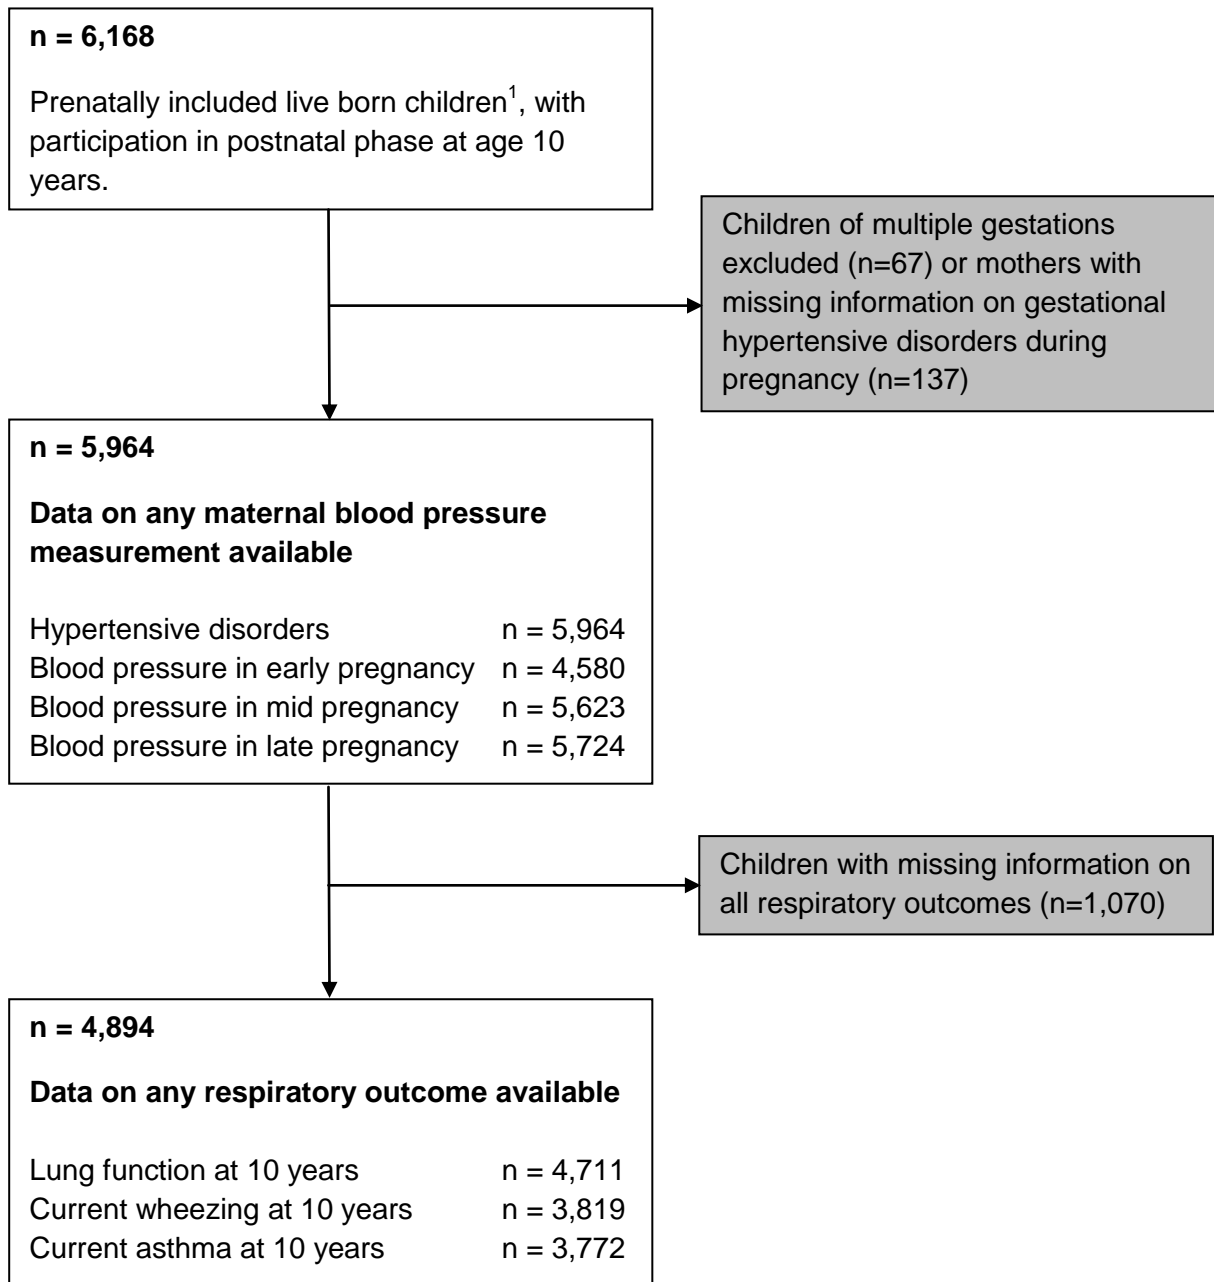 n = 6,168
Prenatally included live born children¹, with
participation in postnatal phase at age 10
years.
Children of multiple gestations
excluded (n=67) or mothers with
missing information on gestational
hypertensive disorders during
pregnancy (n=137)
n = 5,964
Data on any maternal blood pressure
measurement available
Hypertensive disorders n = 5,964
Blood pressure in early pregnancy n = 4,580
Blood pressure in mid pregnancy n = 5,623
Blood pressure in late pregnancy n = 5,724
Children with missing information on
all respiratory outcomes (n=1,070)
n = 4,894
Data on any respiratory outcome available
Lung function at 10 years n = 4,711
Current wheezing at 10 years n = 3,819
Current asthma at 10 years n = 3,772